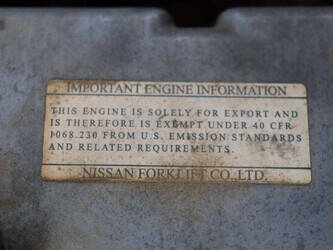 IMPORTANT ENGINE INFORMATION
THIS ENGINE IS SOLELY FOR EXPORT AND
IS THEREFORE IS EXEMPT UNDER 40 CFR
1068.230 FROM U.S. EMISSION STANDARDS
AND RELATED REQUIREMENTS.
NISSAN FORKLIFT CO., LTD.